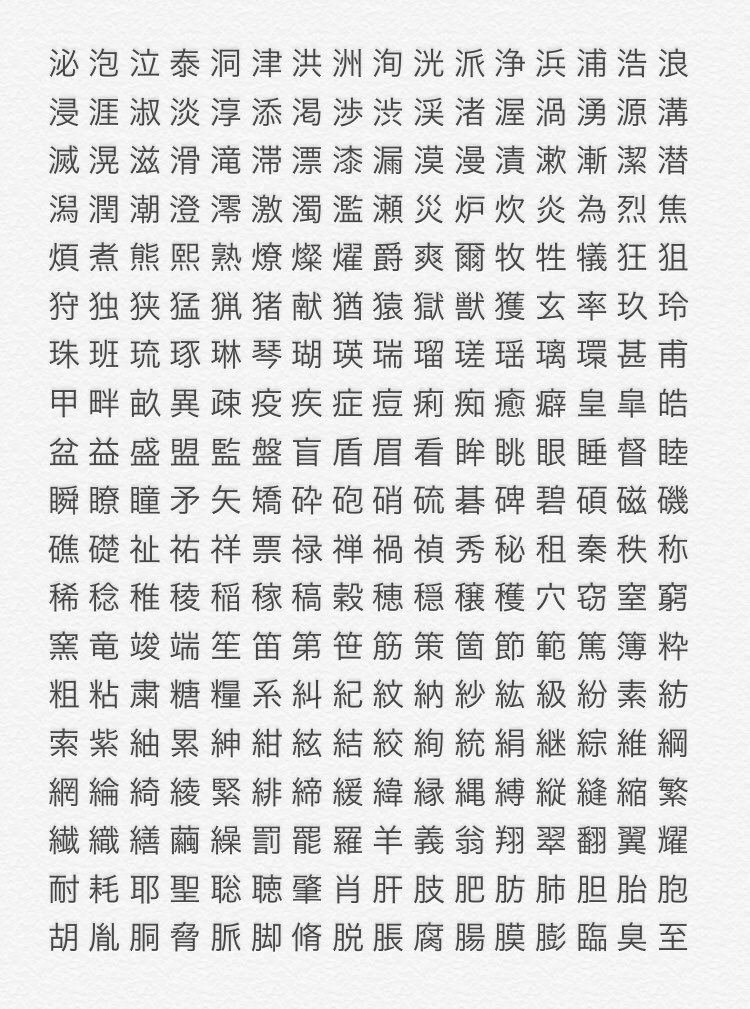 泌泡泣泰洞津洪洲洵洸派浄浜浦浩浪
浸涯淑淡淳添渇渉渋渓渚渥渦湧源溝
滅滉滋滑滝滞漂漆漏漠漫漬漱漸潔潜
潟潤潮澄澪激濁濫瀬災炉炊炎為烈焦
煩煮熊熙熟燎燦燿爵爽爾牧牲犠狂狙
狩独狭猛猟猪献猶猿獄獣獲玄率玖玲
珠班琉琢琳琴瑚瑛瑞瑠瑳瑶璃環甚甫
甲畔畝異疎疫疾症痘痢痴癒癖皇皐皓
盆益盛盟監盤盲盾眉看眸眺眼睡督睦
瞬瞭瞳矛矢矯砕砲硝硫碁碑碧碩磁磯
礁礎祉祐祥票禄禅禍禎秀秘租秦秩称
稀稔稚稜稲稼稿穀穂穏穣穫穴窃窒窮
窯竜竣端笙笛第笹筋策箇節範篤簿粋
粗粘粛糖糧系糾紀紋納紗紘級紛素紡
索紫紬累紳紺絃結絞絢統絹継綜維綱
網綸綺綾緊緋締緩緯縁縄縛縦縫縮繁
繊織繕繭繰罰罷羅羊義翁翔翠翻翼耀
耐耗耶聖聡聴肇肖肝肢肥肪肺胆胎胞
胡胤胴脅脈脚脩脱脹腐腸膜膨臨臭至